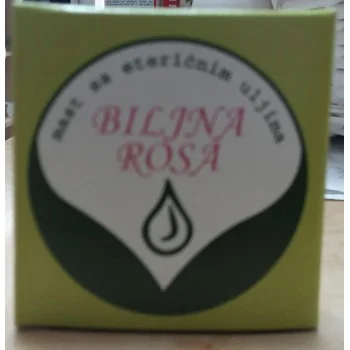 mast sa eteričnim uljima
BILJNA
ROSA